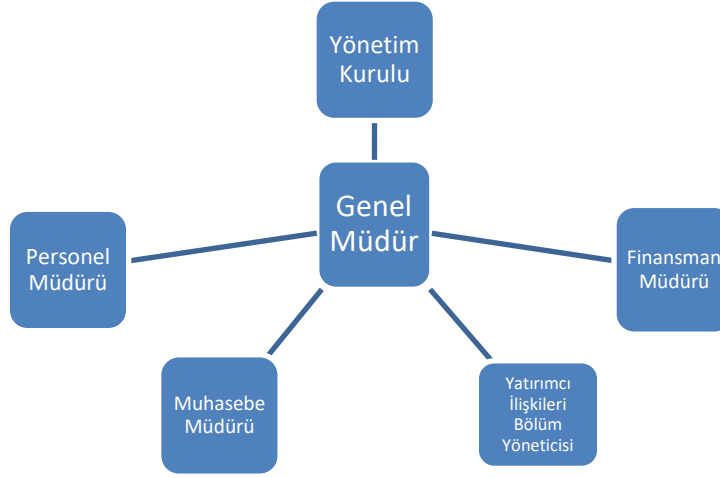 Yönetim
Kurulu
Genel
Müdür
Personel
Müdürü
Finansman
Müdürü
Muhasebe
Müdürü
Yatırımcı
İlişkileri
Bölüm
Yöneticisi